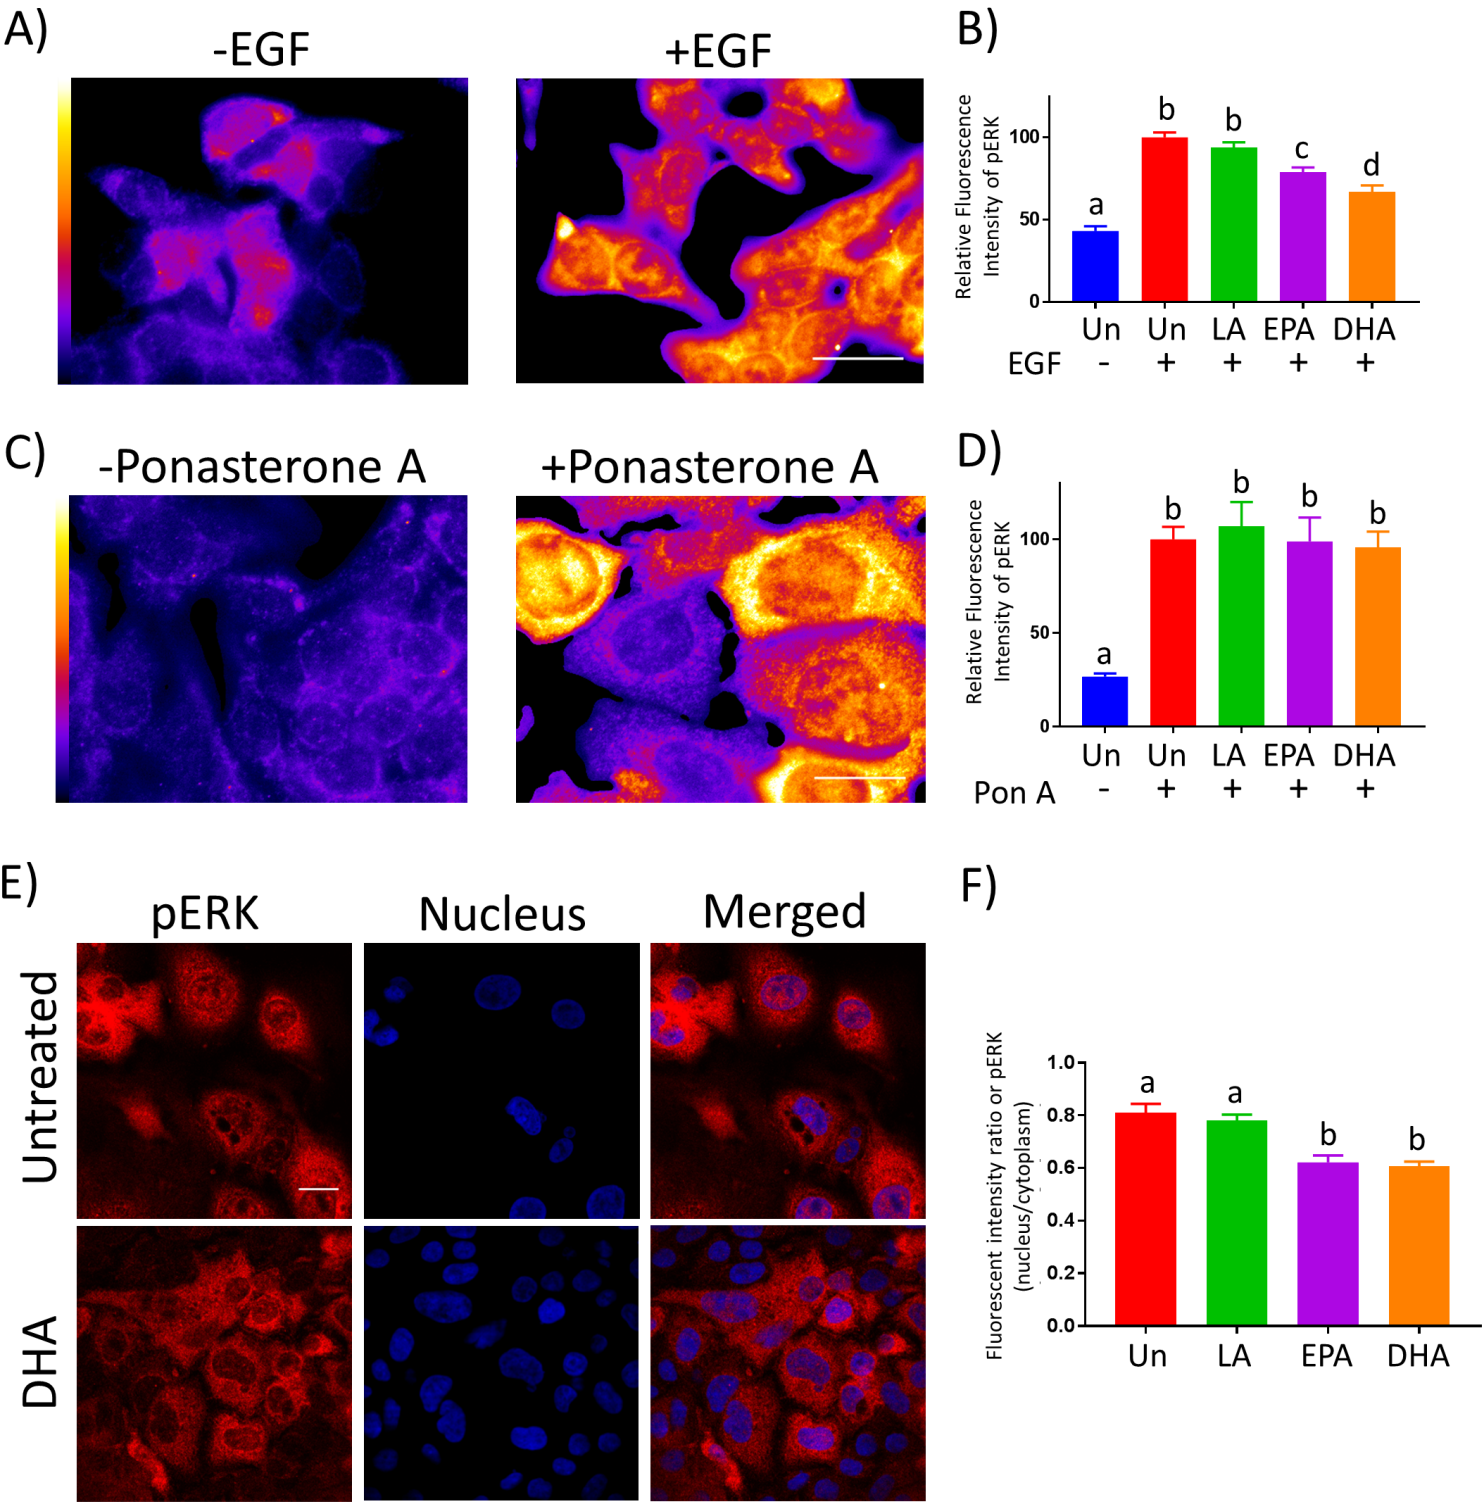 A)
-EGF
+EGF
B)
Relative Fluorescence
Intensity of pERK
100
50
0
a
b
b
c
d
Un Un LA EPA DHA
EGF - + + + +
C)
-Ponasterone A
+Ponasterone A
D)
Relative Fluorescence
Intensity of pERK
100
50
0
a
b
b
b
b
Un Un LA EPA DHA
Pon A - + + + +
E)
pERK
Nucleus
Merged
Untreated
DHA
F)
Fluorescent intensity ratio or pERK
(nucleus/cytoplasm)
1.0
0.8
0.6
0.4
0.2
0.0
a
a
b
b
Un LA EPA DHA